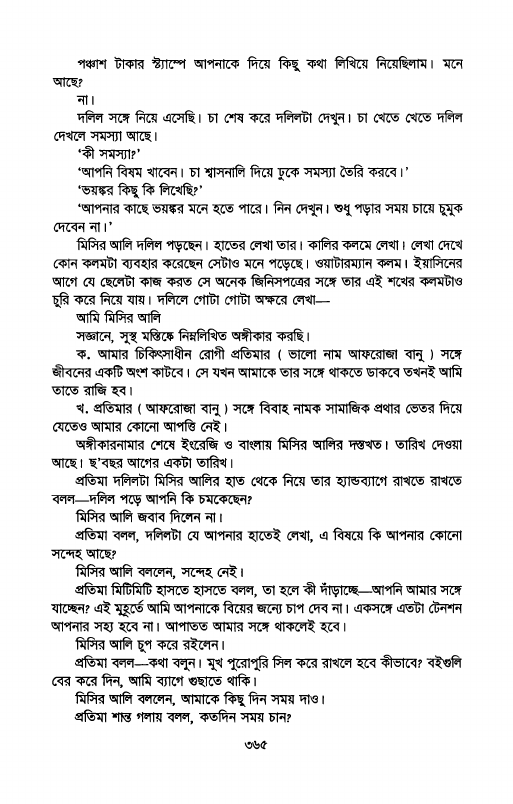 পঞ্চাশ টাকার স্ট্যাম্পে আপনাকে দিয়ে কিছু কথা লিখিয়ে নিয়েছিলাম। মনে
আছে?
না।
দলিল সঙ্গে নিয়ে এসেছি। চা শেষ করে দলিলটা দেখুন। চা খেতে খেতে দলিল
দেখলে সমস্যা আছে।
‘কী সমস্যা?’
‘আপনি বিষম খাবেন। চা শ্বাসনালি দিয়ে ঢুকে সমস্যা তৈরি করবে।’
‘ভয়ঙ্কর কিছু কি লিখেছি?’
‘আপনার কাছে ভয়ঙ্কর মনে হতে পারে। নিন দেখুন। শুধু পড়ার সময় চায়ে চুমুক
দেবেন না।’
মিসির আলি দলিল পড়ছেন। হাতের লেখা তার। কালির কলমে লেখা। লেখা দেখে
কোন কলমটা ব্যবহার করেছেন সেটাও মনে পড়েছে। ওয়াটারম্যান কলম। ইয়াসিনের
আগে যে ছেলেটা কাজ করত সে অনেক জিনিসপত্রের সঙ্গে তার এই শখের কলমটাও
চুরি করে নিয়ে যায়। দলিলে গোটা গোটা অক্ষরে লেখা—
আমি মিসির আলি
সজ্ঞানে, সুস্থ মস্তিষ্কে নিম্নলিখিত অঙ্গীকার করছি।
ক. আমার চিকিৎসাধীন রোগী প্রতিমার ( ভালো নাম আফরোজা বানু ) সঙ্গে
জীবনের একটি অংশ কাটবে। সে যখন আমাকে তার সঙ্গে থাকতে ডাকবে তখনই আমি
তাতে রাজি হব।
খ. প্রতিমার ( আফরোজা বানু ) সঙ্গে বিবাহ নামক সামাজিক প্রথার ভেতর দিয়ে
যেতেও আমার কোনো আপত্তি নেই।
অঙ্গীকারনামার শেষে ইংরেজি ও বাংলায় মিসির আলির দস্তখত। তারিখ দেওয়া
আছে। ছ’বছর আগের একটা তারিখ।
প্রতিমা দলিলটা মিসির আলির হাত থেকে নিয়ে তার হ্যান্ডব্যাগে রাখতে রাখতে
বলল—দলিল পড়ে আপনি কি চমকেছেন?
মিসির আলি জবাব দিলেন না।
প্রতিমা বলল, দলিলটা যে আপনার হাতেই লেখা, এ বিষয়ে কি আপনার কোনো
সন্দেহ আছে?
মিসির আলি বললেন, সন্দেহ নেই।
প্রতিমা মিটিমিটি হাসতে হাসতে বলল, তা হলে কী দাঁড়াচ্ছে—আপনি আমার সঙ্গে
যাচ্ছেন? এই মুহূর্তে আমি আপনাকে বিয়ের জন্যে চাপ দেব না। একসঙ্গে এতটা টেনশন
আপনার সহ্য হবে না। আপাতত আমার সঙ্গে থাকলেই হবে।
মিসির আলি চুপ করে রইলেন।
প্রতিমা বলল—কথা বলুন। মুখ পুরোপুরি সিল করে রাখলে হবে কীভাবে? বইগুলি
বের করে দিন, আমি ব্যাগে গুছাতে থাকি।
মিসির আলি বললেন, আমাকে কিছু দিন সময় দাও।
প্রতিমা শান্ত গলায় বলল, কতদিন সময় চান?
৩৬৫